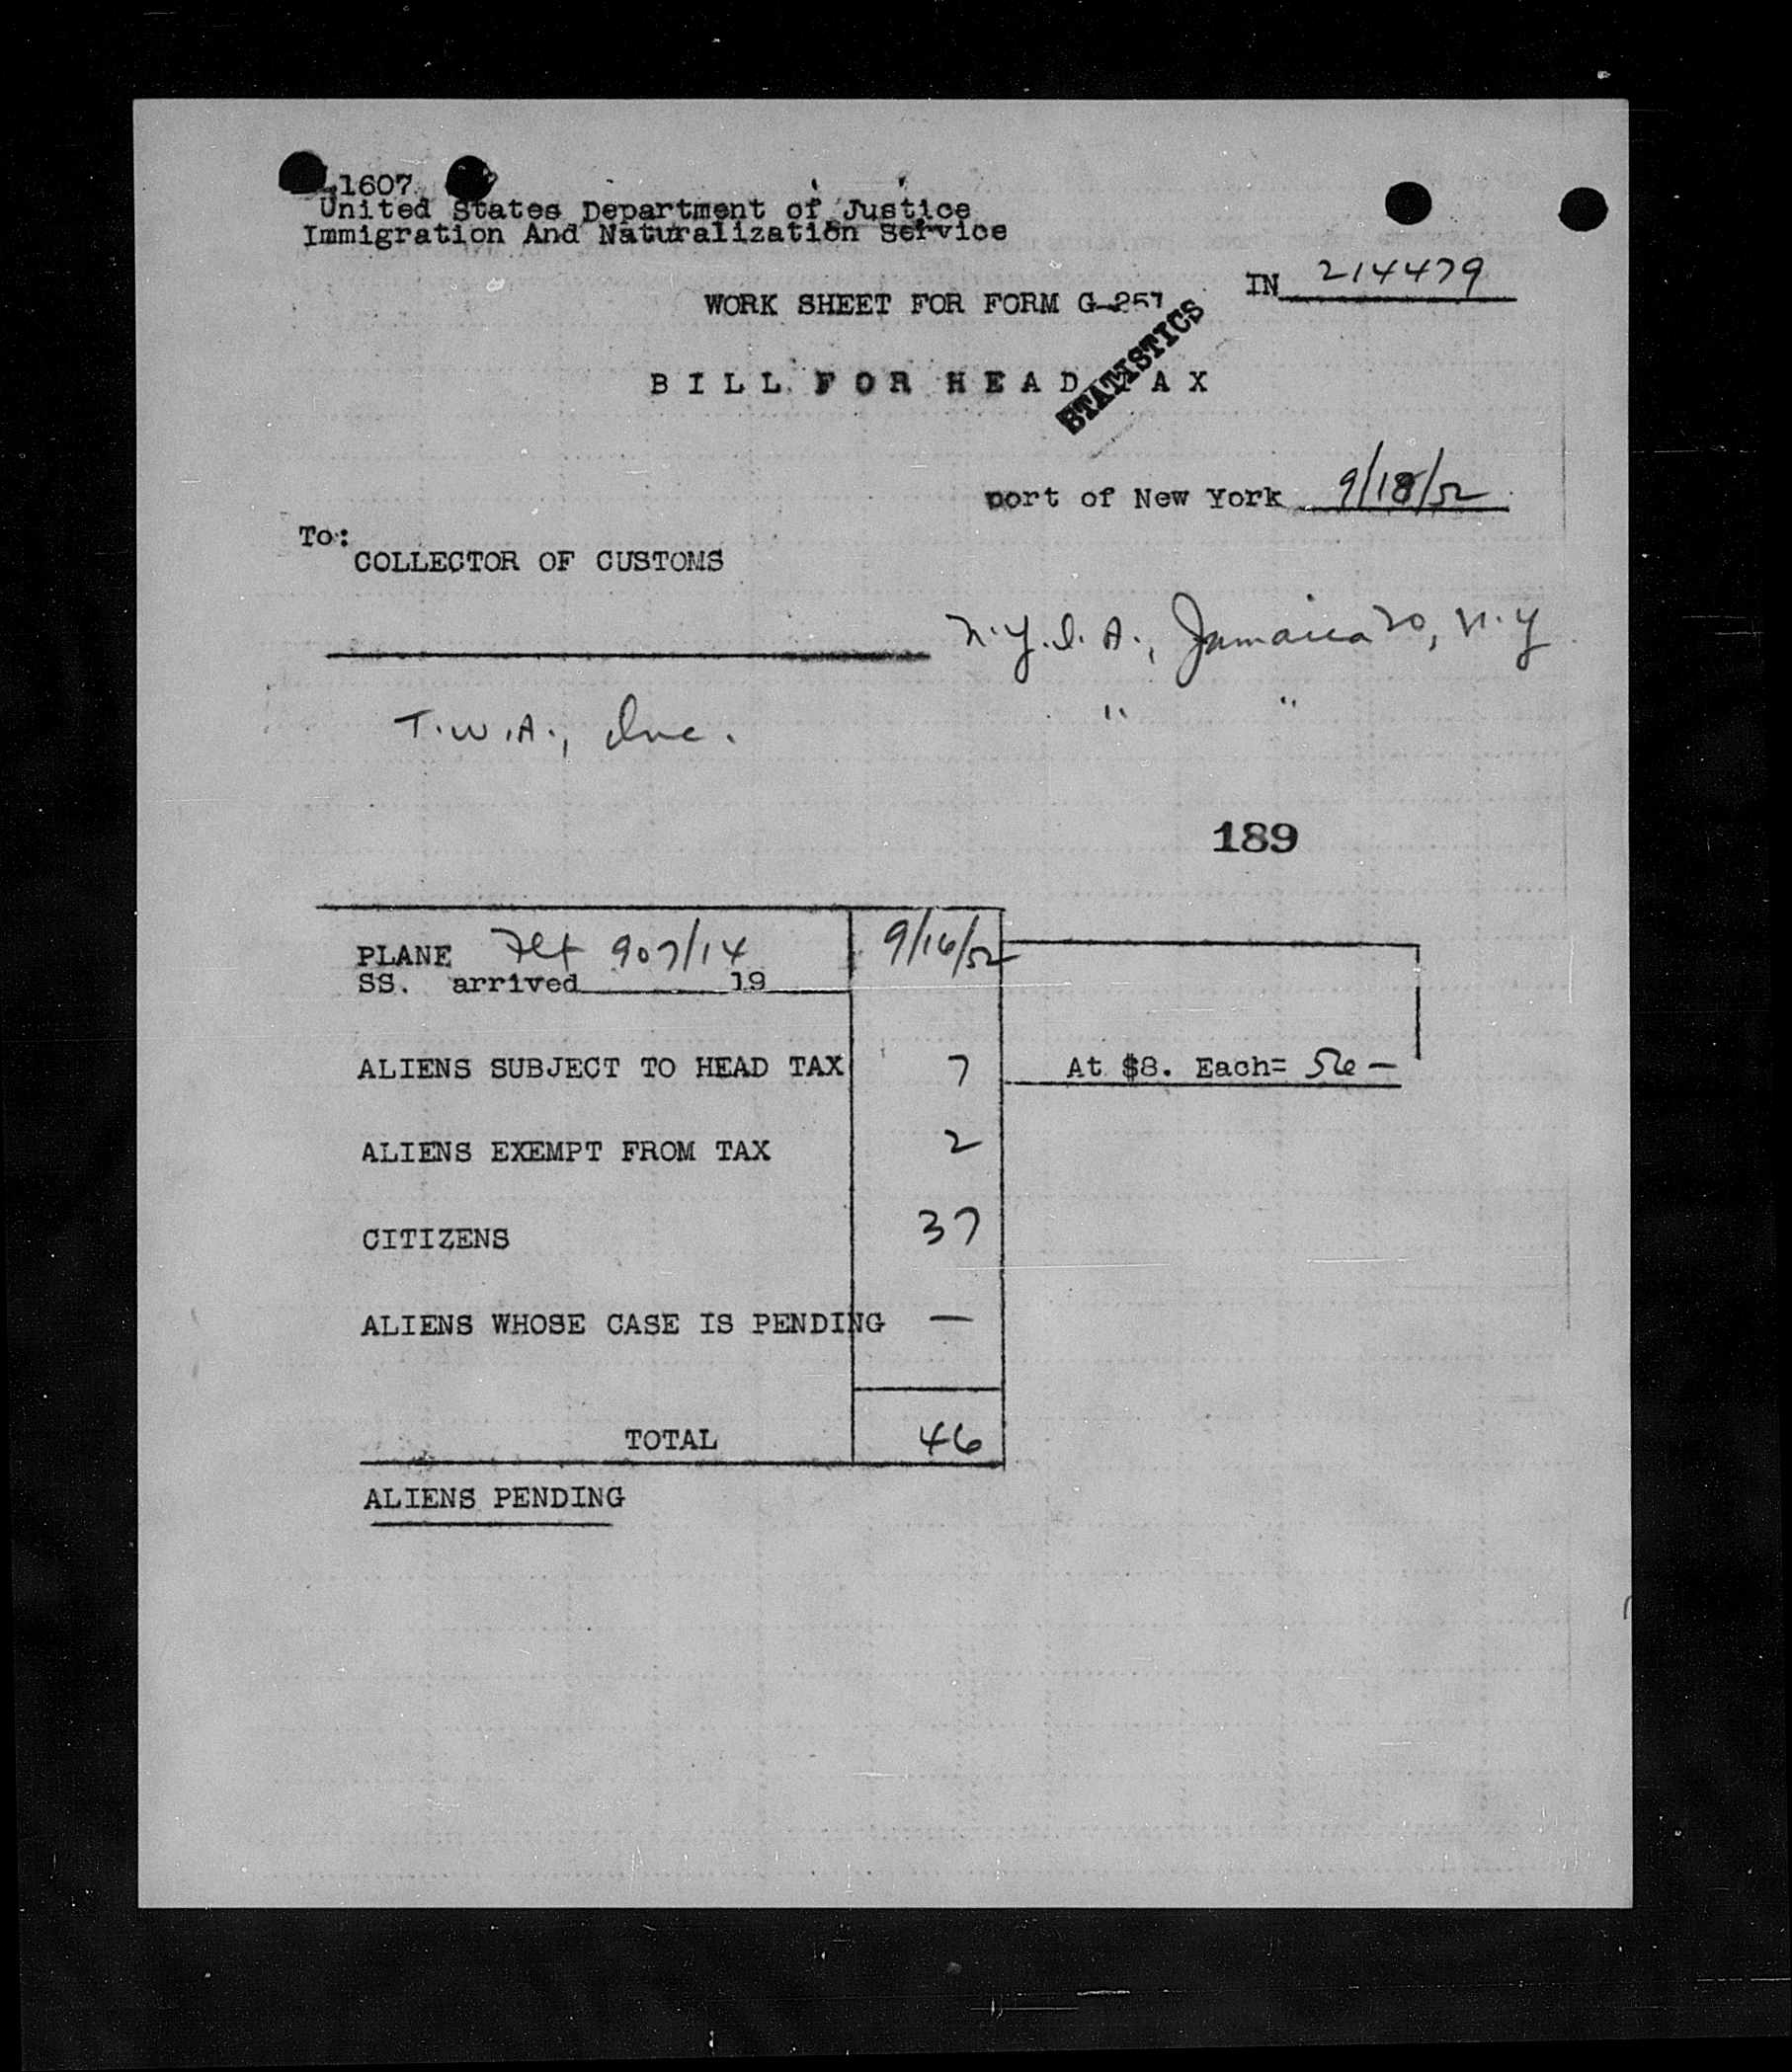 1607
United States Department of Justice
Immigration And Naturalization Service
IN 214479
WORK SHEET FOR FORM G-257
STATISTICS
BILL FOR HEAD TAX
port of New York 9/18/52
To:
COLLECTOR OF CUSTOMS
N.Y.I.A., Jamaica 30, N.Y
T.W.A., Inc. " "
189
PLANE Flt 907/14 9/16/52
SS. arrived 19
ALIENS SUBJECT TO HEAD TAX 7 At $8. Each= 56 —
ALIENS EXEMPT FROM TAX 2
CITIZENS 37
ALIENS WHOSE CASE IS PENDING —
TOTAL 46
ALIENS PENDING